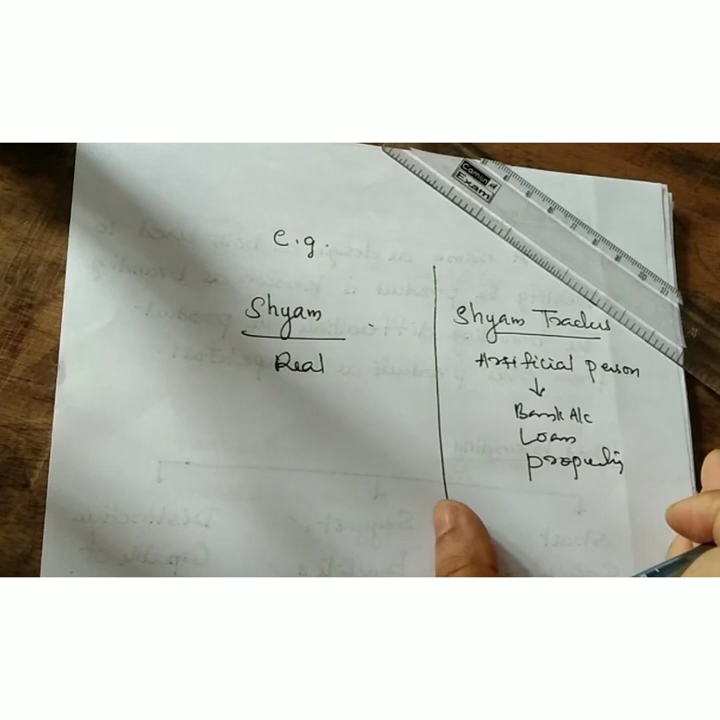 e.g.
Shyam
Real
Shyam Traders
Artificial person
Bank A/c
Loan
property
Camlin
Exam